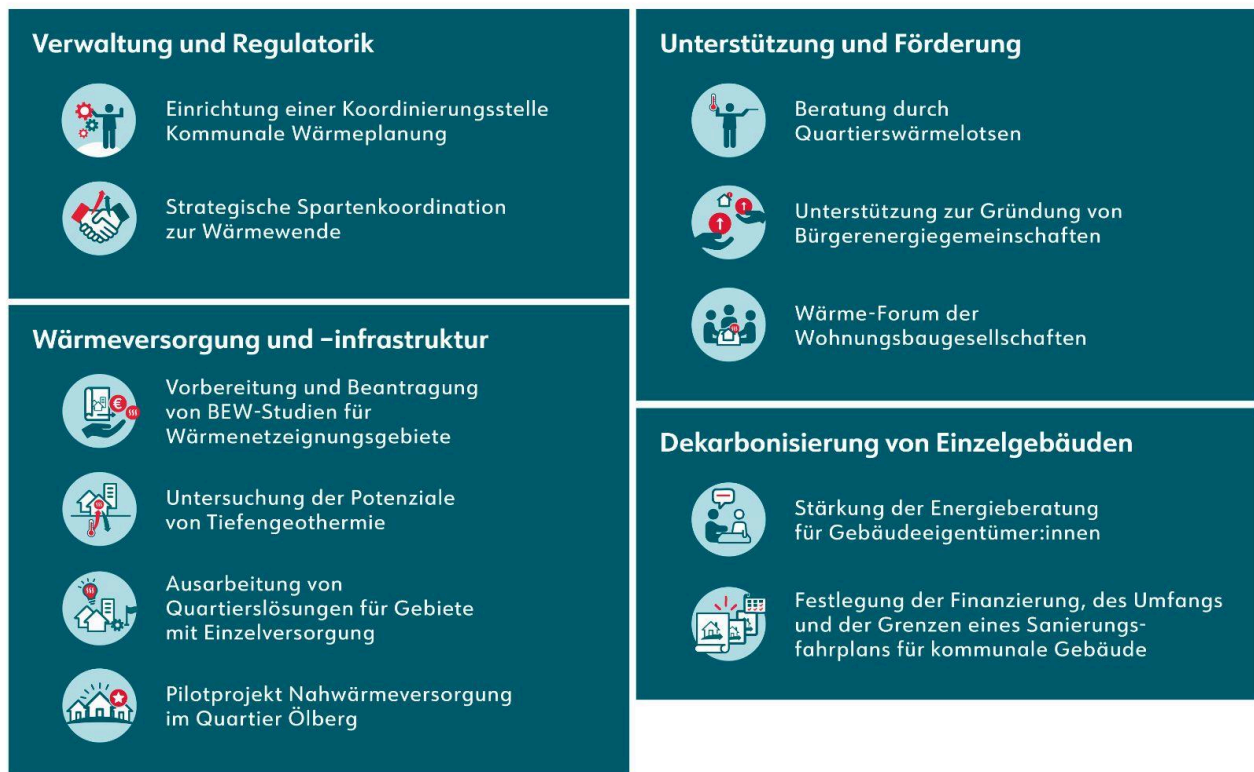 Verwaltung und Regulatorik
Einrichtung einer Koordinierungsstelle
Kommunale Wärmeplanung
Strategische Spartenkoordination
zur Wärmewende
Wärmeversorgung und –infrastruktur
Vorbereitung und Beantragung
von BEW-Studien für
Wärmenetzeignungsgebiete
Untersuchung der Potenziale
von Tiefengeothermie
Ausarbeitung von
Quartierslösungen für Gebiete
mit Einzelversorgung
Pilotprojekt Nahwärmeversorgung
im Quartier Ölberg
Unterstützung und Förderung
Beratung durch
Quartierswärmelotsen
Unterstützung zur Gründung von
Bürgerenergiegemeinschaften
Wärme-Forum der
Wohnungsbaugesellschaften
Dekarbonisierung von Einzelgebäuden
Stärkung der Energieberatung
für Gebäudeeigentümer:innen
Festlegung der Finanzierung, des Umfangs
und der Grenzen eines Sanierungs-
fahrplans für kommunale Gebäude